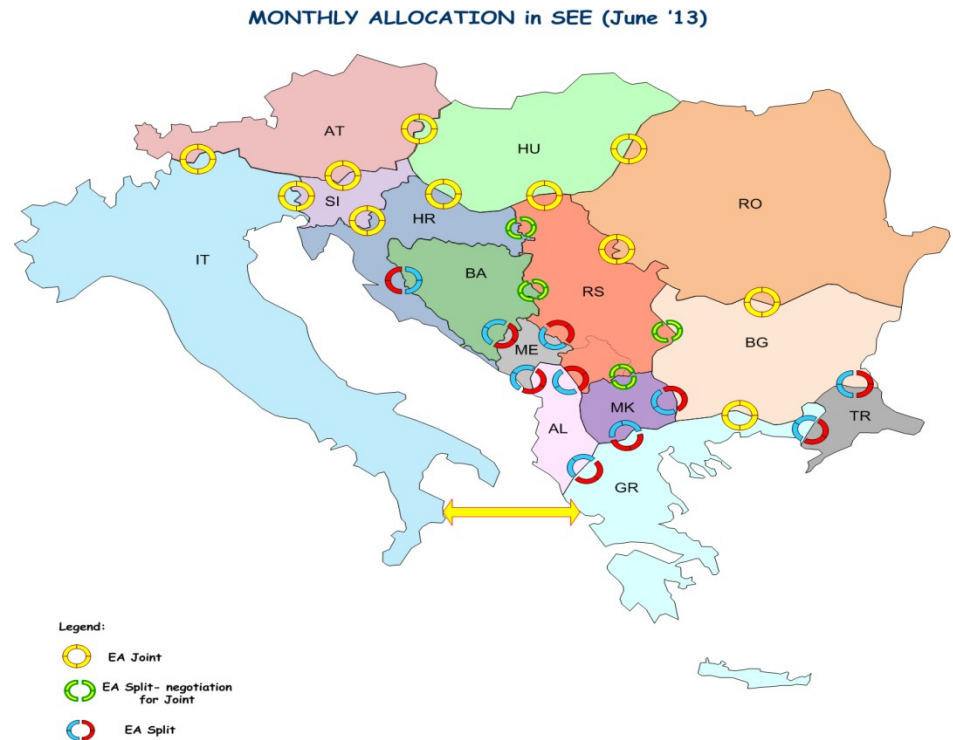 MONTHLY ALLOCATION in SEE (June '13)
AT
HU
RO
SI
HR
IT
BA
RS
ME
BG
MK
TR
AL
GR
Legend:
EA Joint
EA Split- negotiation
for Joint
EA Split